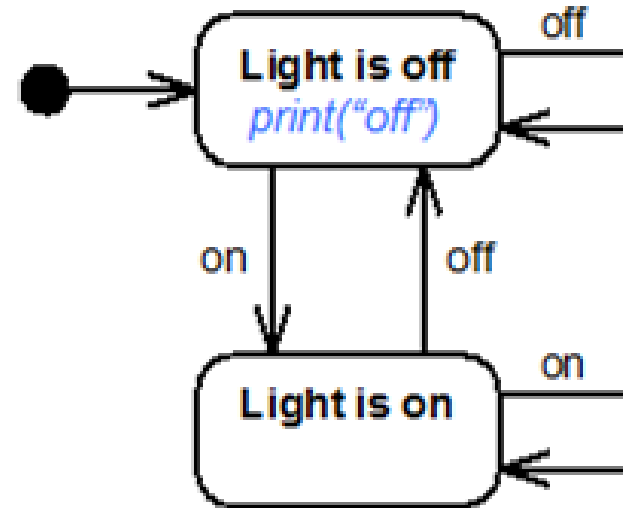 off
Light is off
print(“off”)
on
off
on
Light is on